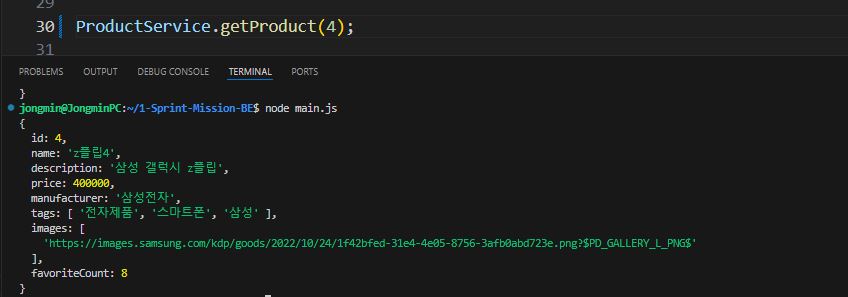 29
30 ProductService.getProduct(4);
31
PROBLEMS OUTPUT DEBUG CONSOLE TERMINAL PORTS
}
jongmin@JongminPC:~/1-Sprint-Mission-BE$ node main.js
{
  id: 4,
  name: 'z플립4',
  description: '삼성 갤럭시 z플립',
  price: 400000,
  manufacturer: '삼성전자',
  tags: [ '전자제품', '스마트폰', '삼성' ],
  images: [
    'https://images.samsung.com/kdp/goods/2022/10/24/1f42bfed-31e4-4e05-8756-3afb0abd723e.png?$PD_GALLERY_L_PNG$'
  ],
  favoriteCount: 8
}